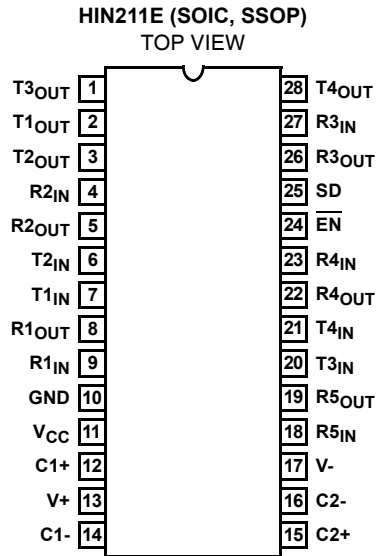 HIN211E (SOIC, SSOP)
TOP VIEW
T3OUT 1 28 T4OUT
T1OUT 2 27 R3IN
T2OUT 3 26 R3OUT
R2IN 4 25 SD
R2OUT 5 24 E̅N̅
T2IN 6 23 R4IN
T1IN 7 22 R4OUT
R1OUT 8 21 T4IN
R1IN 9 20 T3IN
GND 10 19 R5OUT
VCC 11 18 R5IN
C1+ 12 17 V-
V+ 13 16 C2-
C1- 14 15 C2+